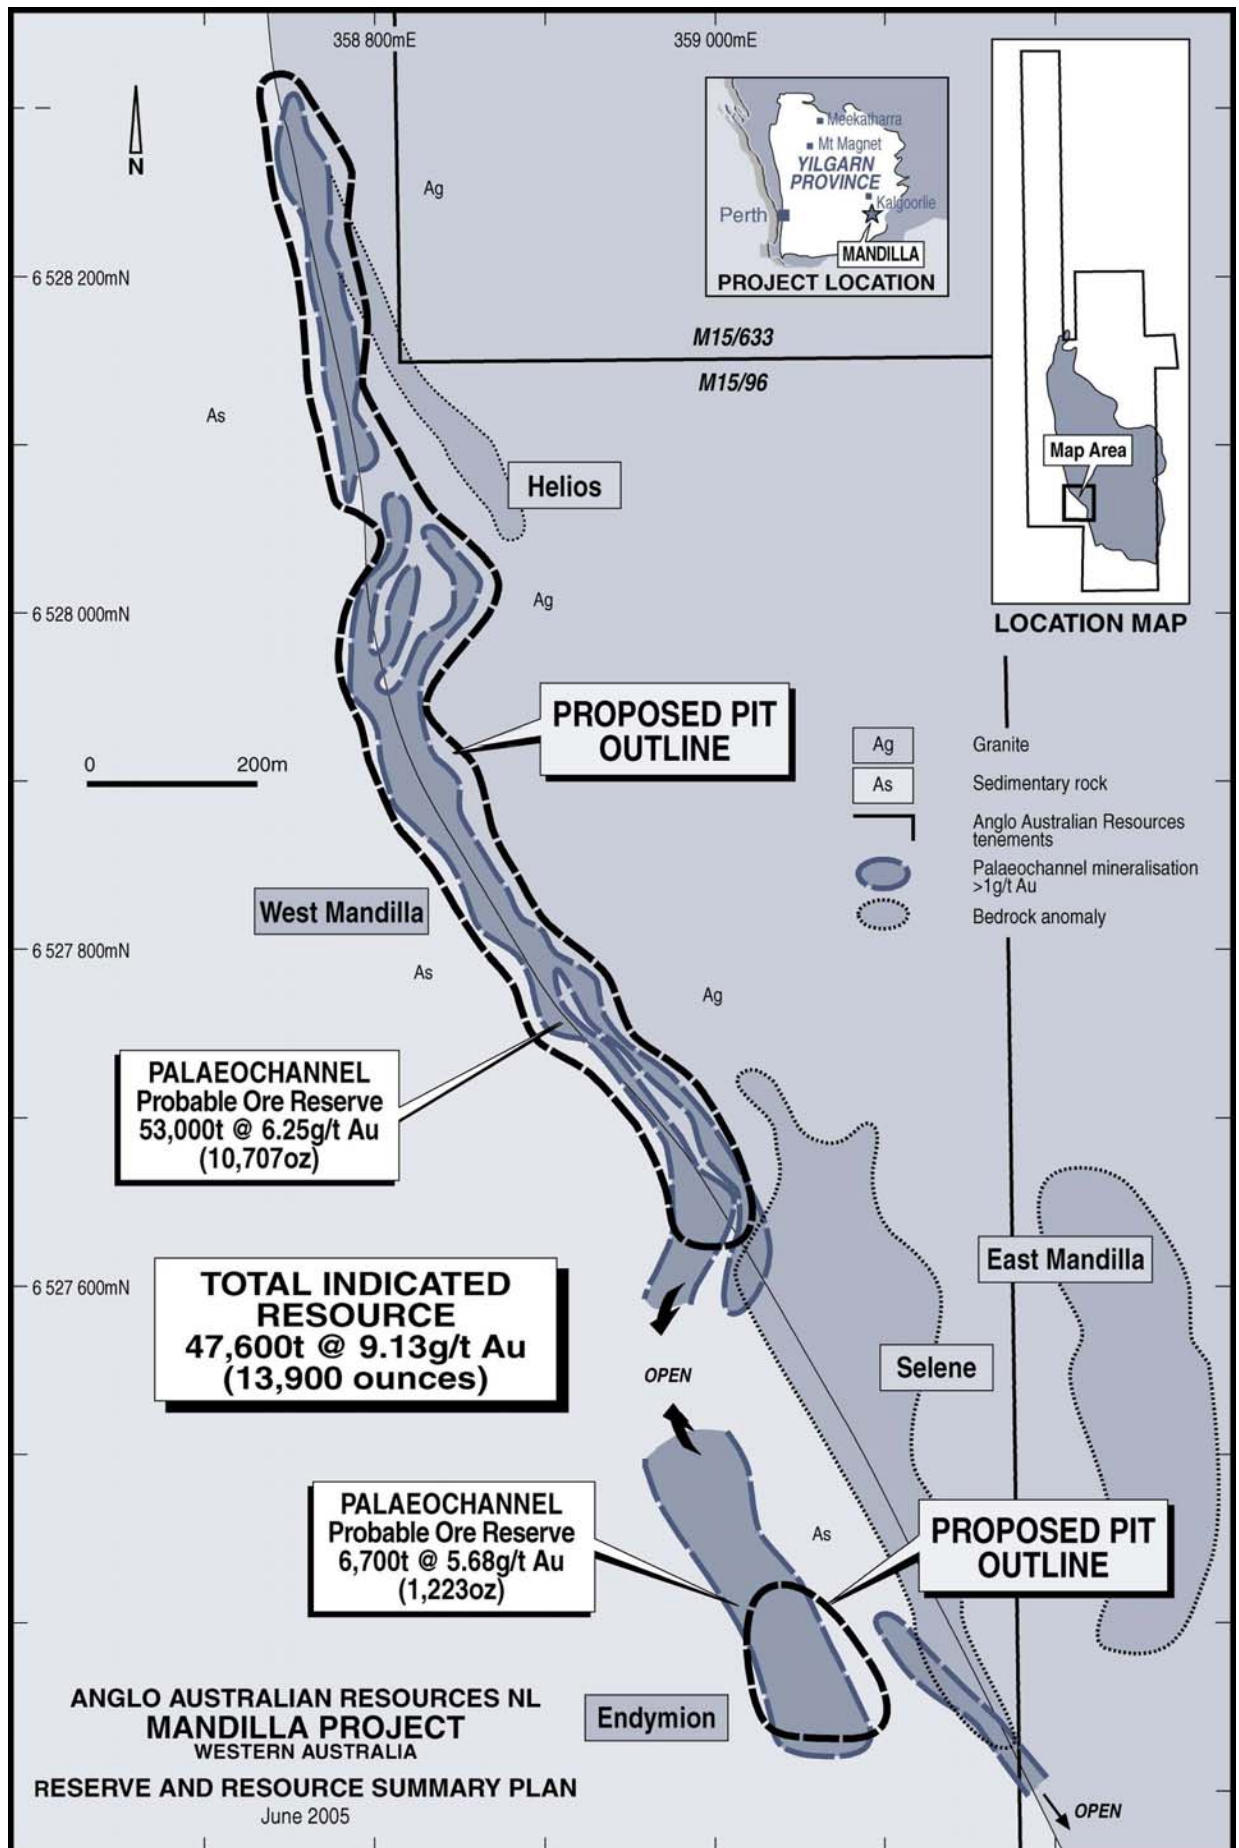 358 800mE
359 000mE
N
Ag
Meekatharra
Mt Magnet
YILGARN
PROVINCE
Kalgoorlie
Perth
MANDILLA
PROJECT LOCATION
6 528 200mN
M15/633
M15/96
As
Map Area
Helios
6 528 000mN
Ag
LOCATION MAP
PROPOSED PIT
OUTLINE
0 200m
Ag Granite
As Sedimentary rock
Anglo Australian Resources
tenements
Palaeochannel mineralisation
>1g/t Au
Bedrock anomaly
West Mandilla
6 527 800mN
As
Ag
PALAEOCHANNEL
Probable Ore Reserve
53,000t @ 6.25g/t Au
(10,707oz)
East Mandilla
6 527 600mN
TOTAL INDICATED
RESOURCE
47,600t @ 9.13g/t Au
(13,900 ounces)
OPEN
Selene
PALAEOCHANNEL
Probable Ore Reserve
6,700t @ 5.68g/t Au
(1,223oz)
As
PROPOSED PIT
OUTLINE
Endymion
ANGLO AUSTRALIAN RESOURCES NL
MANDILLA PROJECT
WESTERN AUSTRALIA
RESERVE AND RESOURCE SUMMARY PLAN
June 2005
OPEN